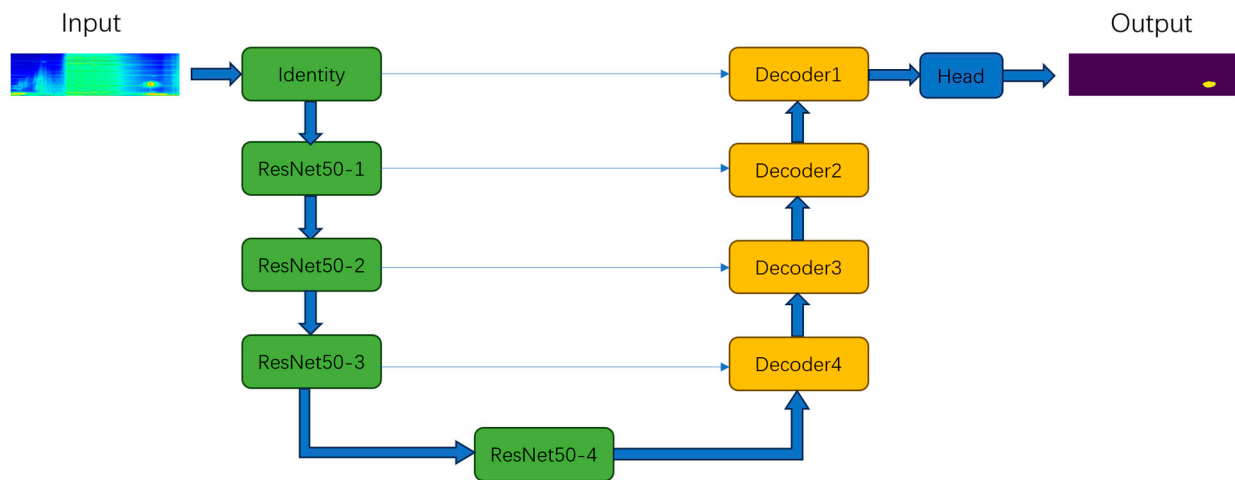 Input
Output
Identity
Decoder1
Head
ResNet50-1
Decoder2
ResNet50-2
Decoder3
ResNet50-3
Decoder4
ResNet50-4